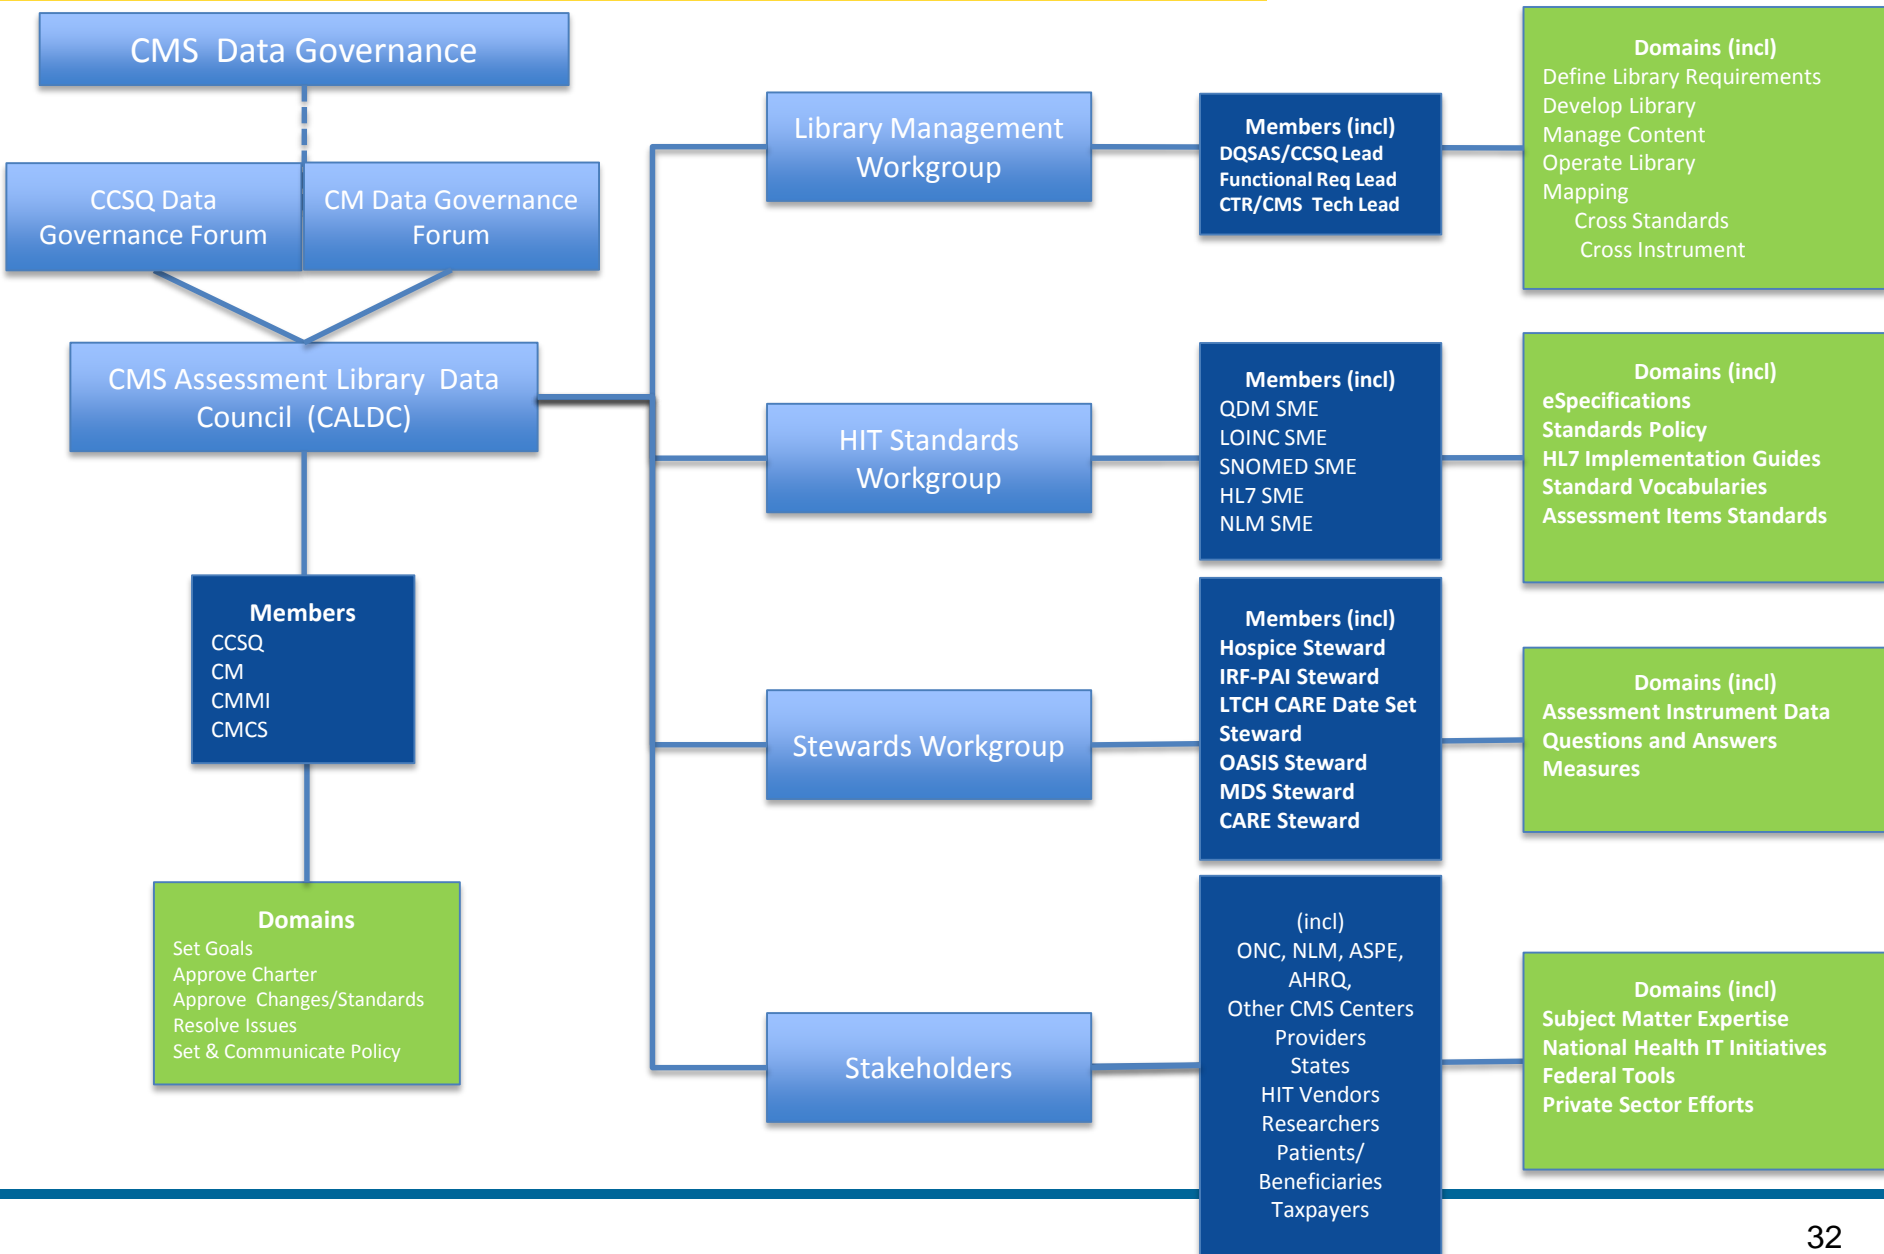 CMS  Data Governance
CCSQ Data
Governance Forum
CM Data Governance
Forum
CMS Assessment Library  Data
Council  (CALDC)
Members
CCSQ
CM
CMMI
CMCS
Domains
Set Goals
Approve Charter
Approve  Changes/Standards
Resolve Issues
Set & Communicate Policy
Library Management
Workgroup
Members (incl)
DQSAS/CCSQ Lead
Functional Req Lead
CTR/CMS  Tech Lead
Domains (incl)
Define Library Requirements
Develop Library
Manage Content
Operate Library
Mapping
Cross Standards
Cross Instrument
HIT Standards
Workgroup
Members (incl)
QDM SME
LOINC SME
SNOMED SME
HL7 SME
NLM SME
Domains (incl)
eSpecifications
Standards Policy
HL7 Implementation Guides
Standard Vocabularies
Assessment Items Standards
Stewards Workgroup
Members (incl)
Hospice Steward
IRF-PAI Steward
LTCH CARE Date Set
Steward
OASIS Steward
MDS Steward
CARE Steward
Domains (incl)
Assessment Instrument Data
Questions and Answers
Measures
Stakeholders
(incl)
ONC, NLM, ASPE,
AHRQ,
Other CMS Centers
Providers
States
HIT Vendors
Researchers
Patients/
Beneficiaries
Taxpayers
Domains (incl)
Subject Matter Expertise
National Health IT Initiatives
Federal Tools
Private Sector Efforts
32